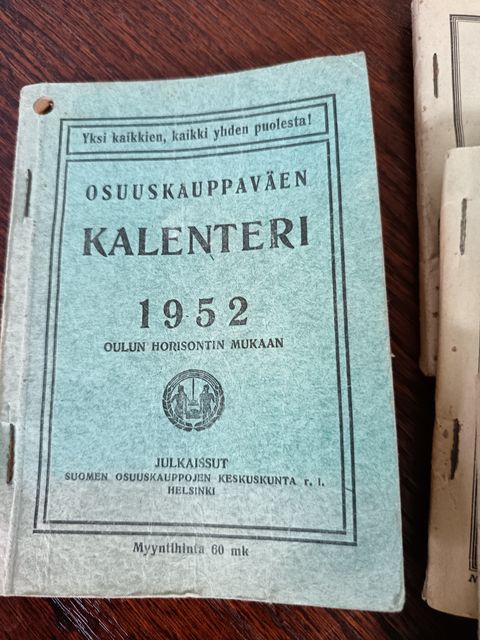 Yksi kaikkien, kaikki yhden puolesta!
OSUUSKAUPPAVÄEN
KALENTERI
1952
OULUN HORISONTIN MUKAAN
JULKAISSUT
SUOMEN OSUUSKAUPPOJEN KESKUSKUNTA r. l.
HELSINKI
Myyntihinta 60 mk